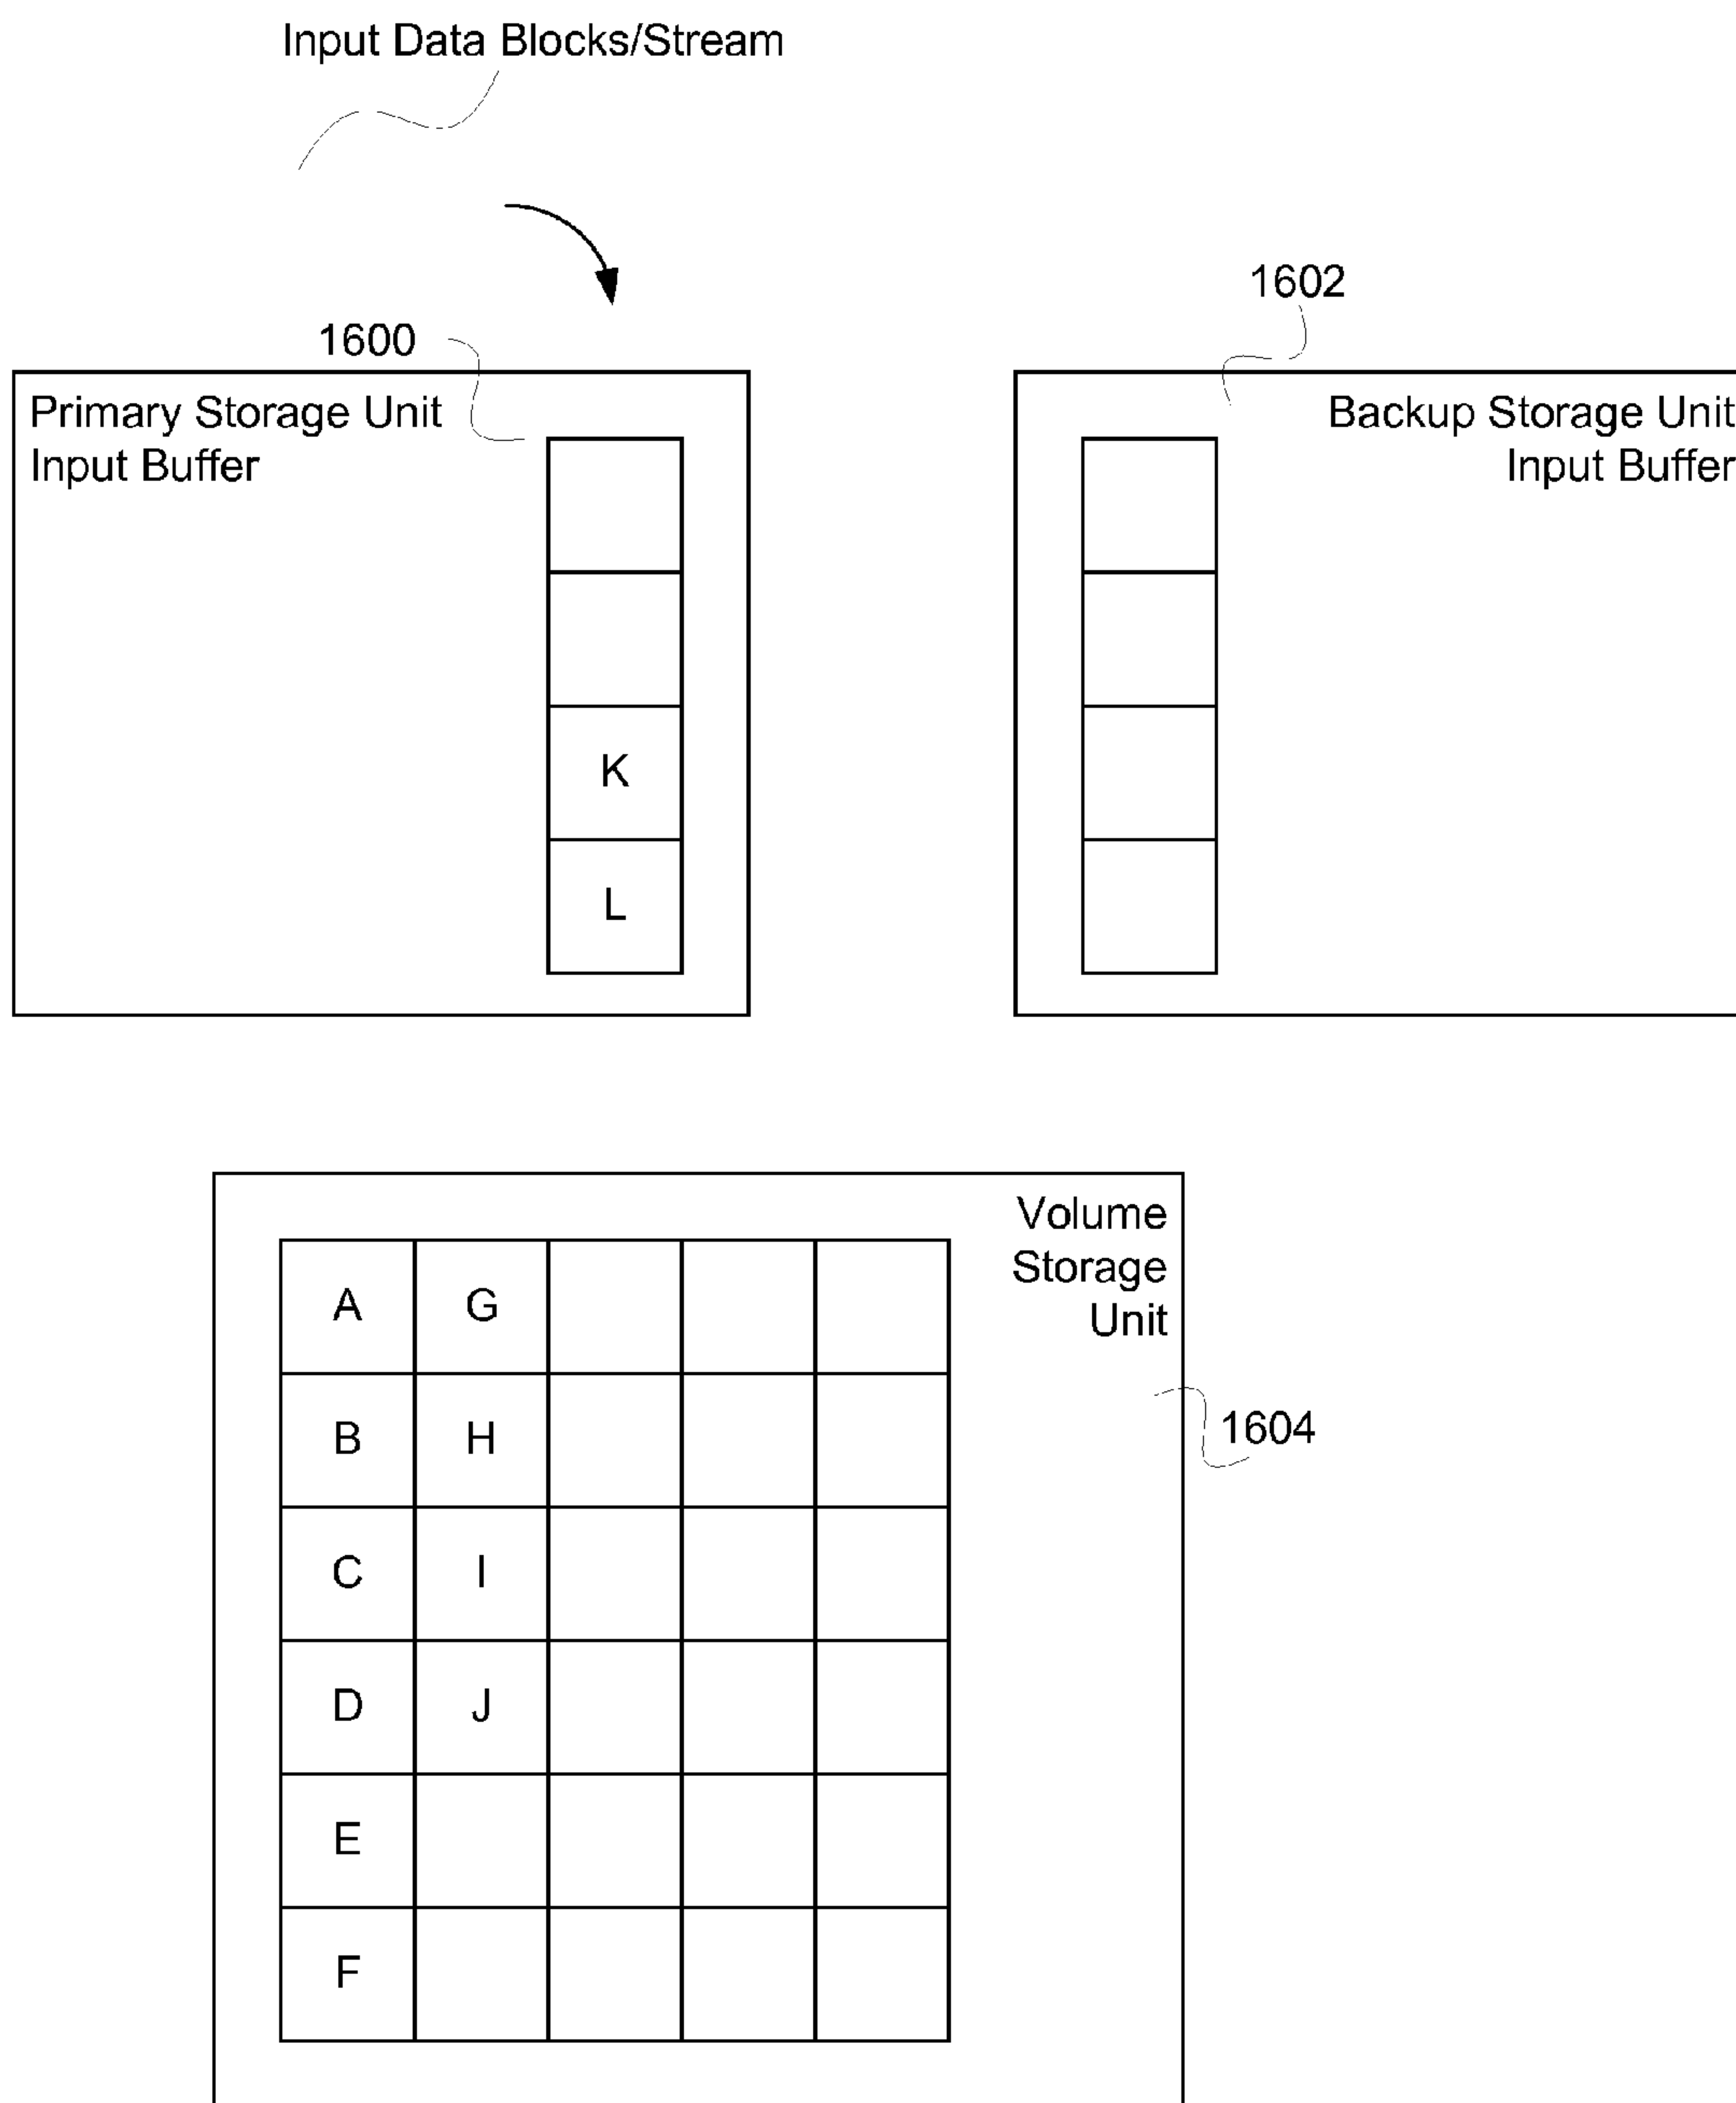 Input Data Blocks/Stream
1602
1600
Primary Storage Unit
Input Buffer
Backup Storage Unit
Input Buffer
K
L
Volume
Storage
Unit
1604
A G
B H
C I
D J
E
F